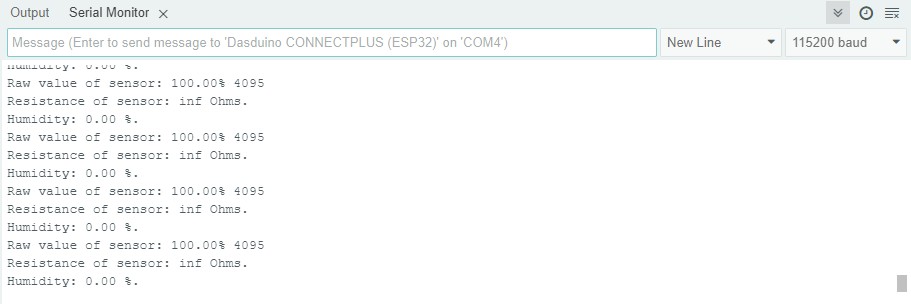 Output Serial Monitor
Message (Enter to send message to 'Dasduino CONNECTPLUS (ESP32)' on 'COM4') New Line 115200 baud
Humidity: 0.00 %.
Raw value of sensor: 100.00% 4095
Resistance of sensor: inf Ohms.
Humidity: 0.00 %.
Raw value of sensor: 100.00% 4095
Resistance of sensor: inf Ohms.
Humidity: 0.00 %.
Raw value of sensor: 100.00% 4095
Resistance of sensor: inf Ohms.
Humidity: 0.00 %.
Raw value of sensor: 100.00% 4095
Resistance of sensor: inf Ohms.
Humidity: 0.00 %.